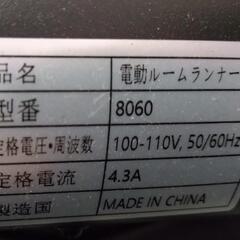 品名 電動ルームランナー
型番 8060
定格電圧・周波数 100-110V, 50/60Hz
定格電流 4.3A
製造国 MADE IN CHINA